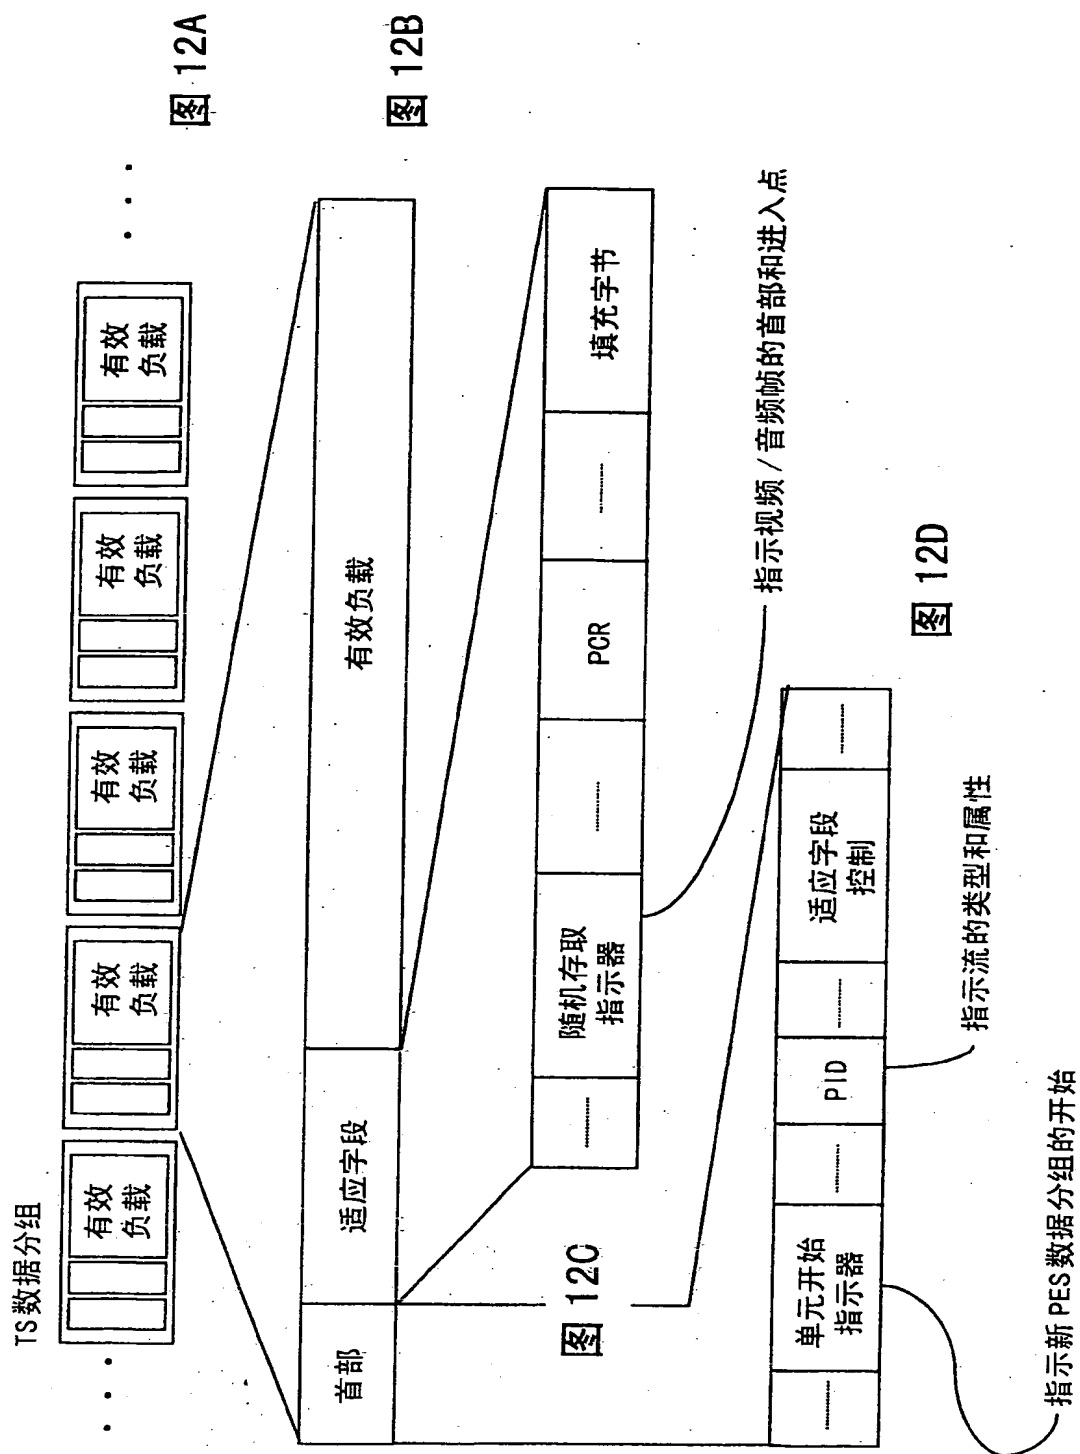 TS数据分组
有效
负载
有效
负载
有效
负载
有效
负载
有效
负载
图 12A
首部
适应字段
有效负载
图 12B
随机存取
指示器
PCR
填充字节
指示视频/音频帧的首部和进入点
图 12C
单元开始
指示器
PID
适应字段
控制
图 12D
指示流的类型和属性
指示新PES数据分组的开始